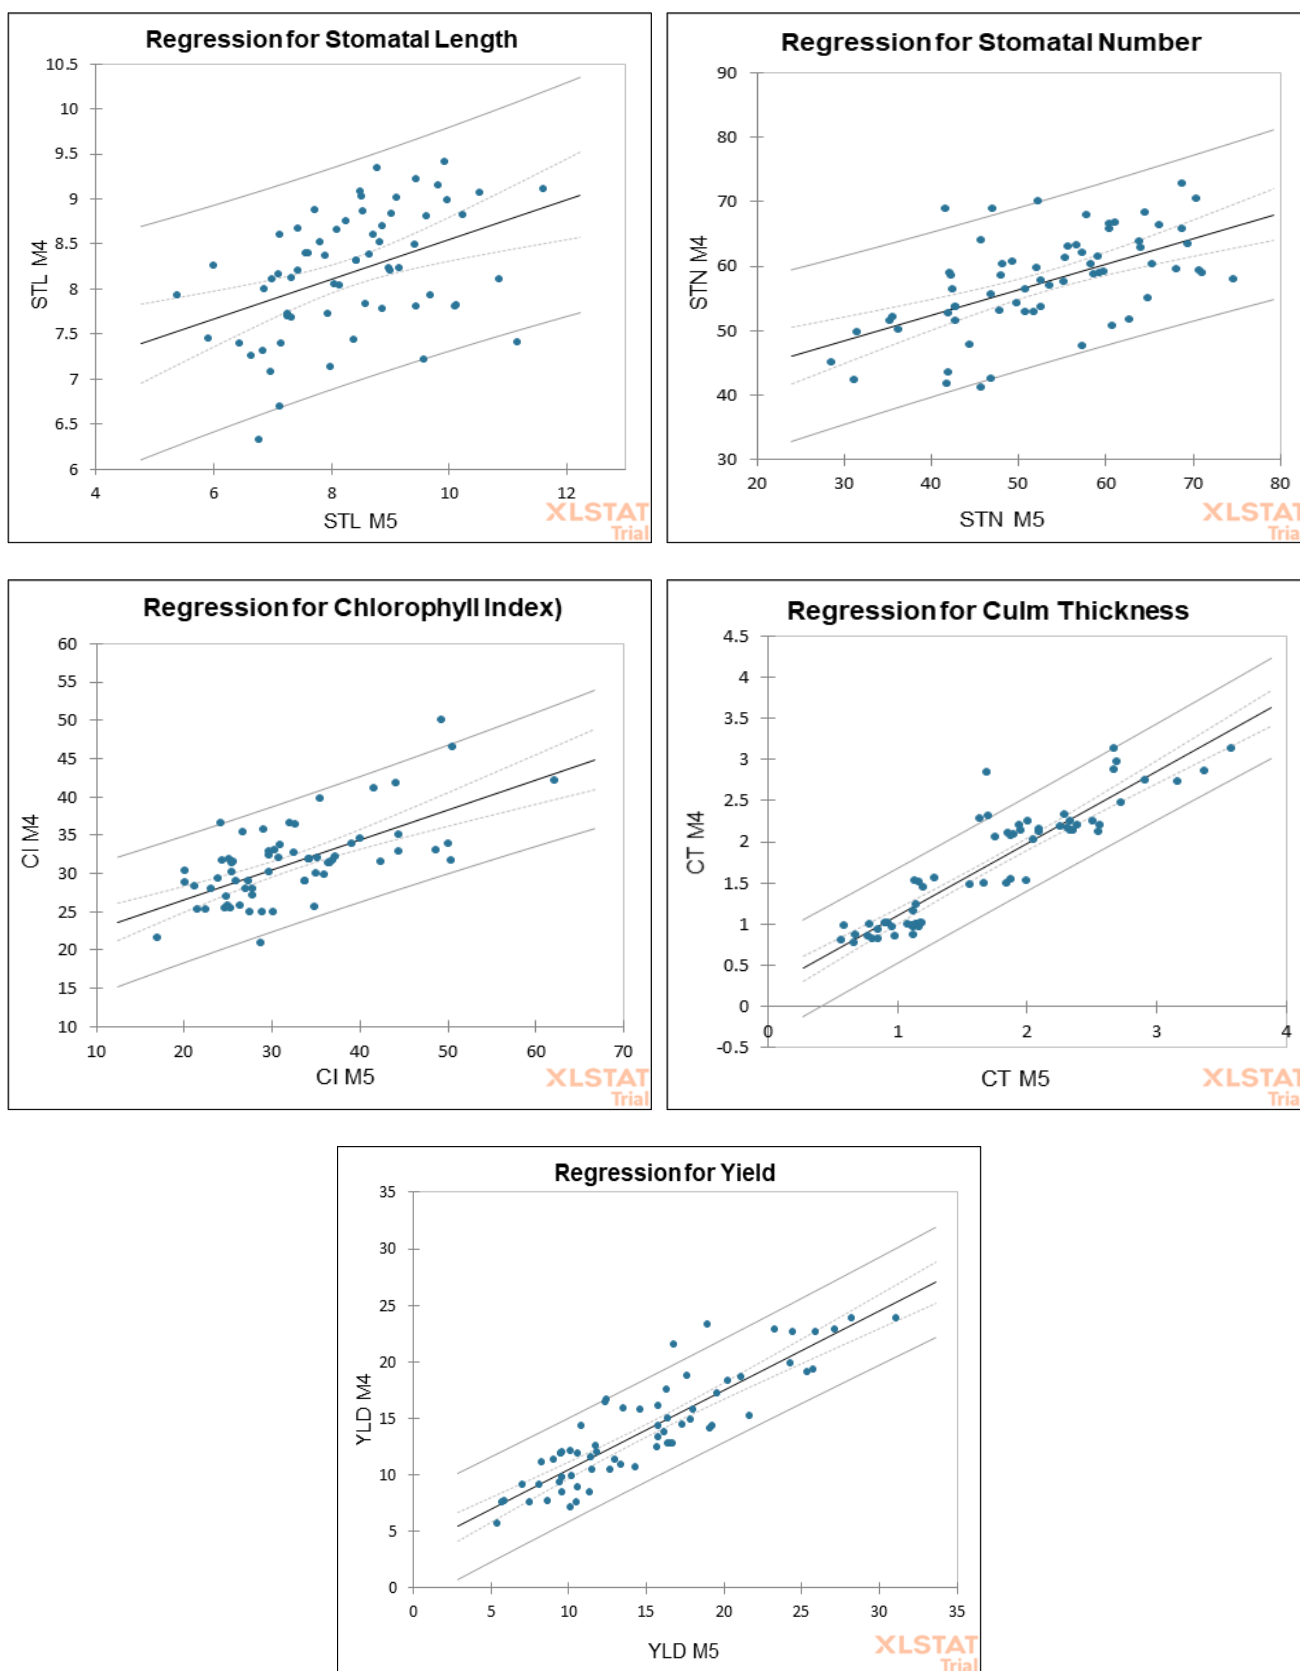 Regression for Stomatal Length
10.5
10
9.5
9
8.5
8
7.5
7
6.5
6
STL M4
4 6 8 10 12
STL M5
XLSTAT
Trial
Regression for Stomatal Number
90
80
70
60
50
40
30
STN M4
20 30 40 50 60 70 80
STN M5
XLSTAT
Trial
Regression for Chlorophyll Index)
60
55
50
45
40
35
30
25
20
15
10
CI M4
10 20 30 40 50 60 70
CI M5
XLSTAT
Trial
Regression for Culm Thickness
4.5
4
3.5
3
2.5
2
1.5
1
0.5
0
-0.5
CT M4
0 1 2 3 4
CT M5
XLSTAT
Trial
Regression for Yield
35
30
25
20
15
10
5
0
YLD M4
0 5 10 15 20 25 30 35
YLD M5
XLSTAT
Trial